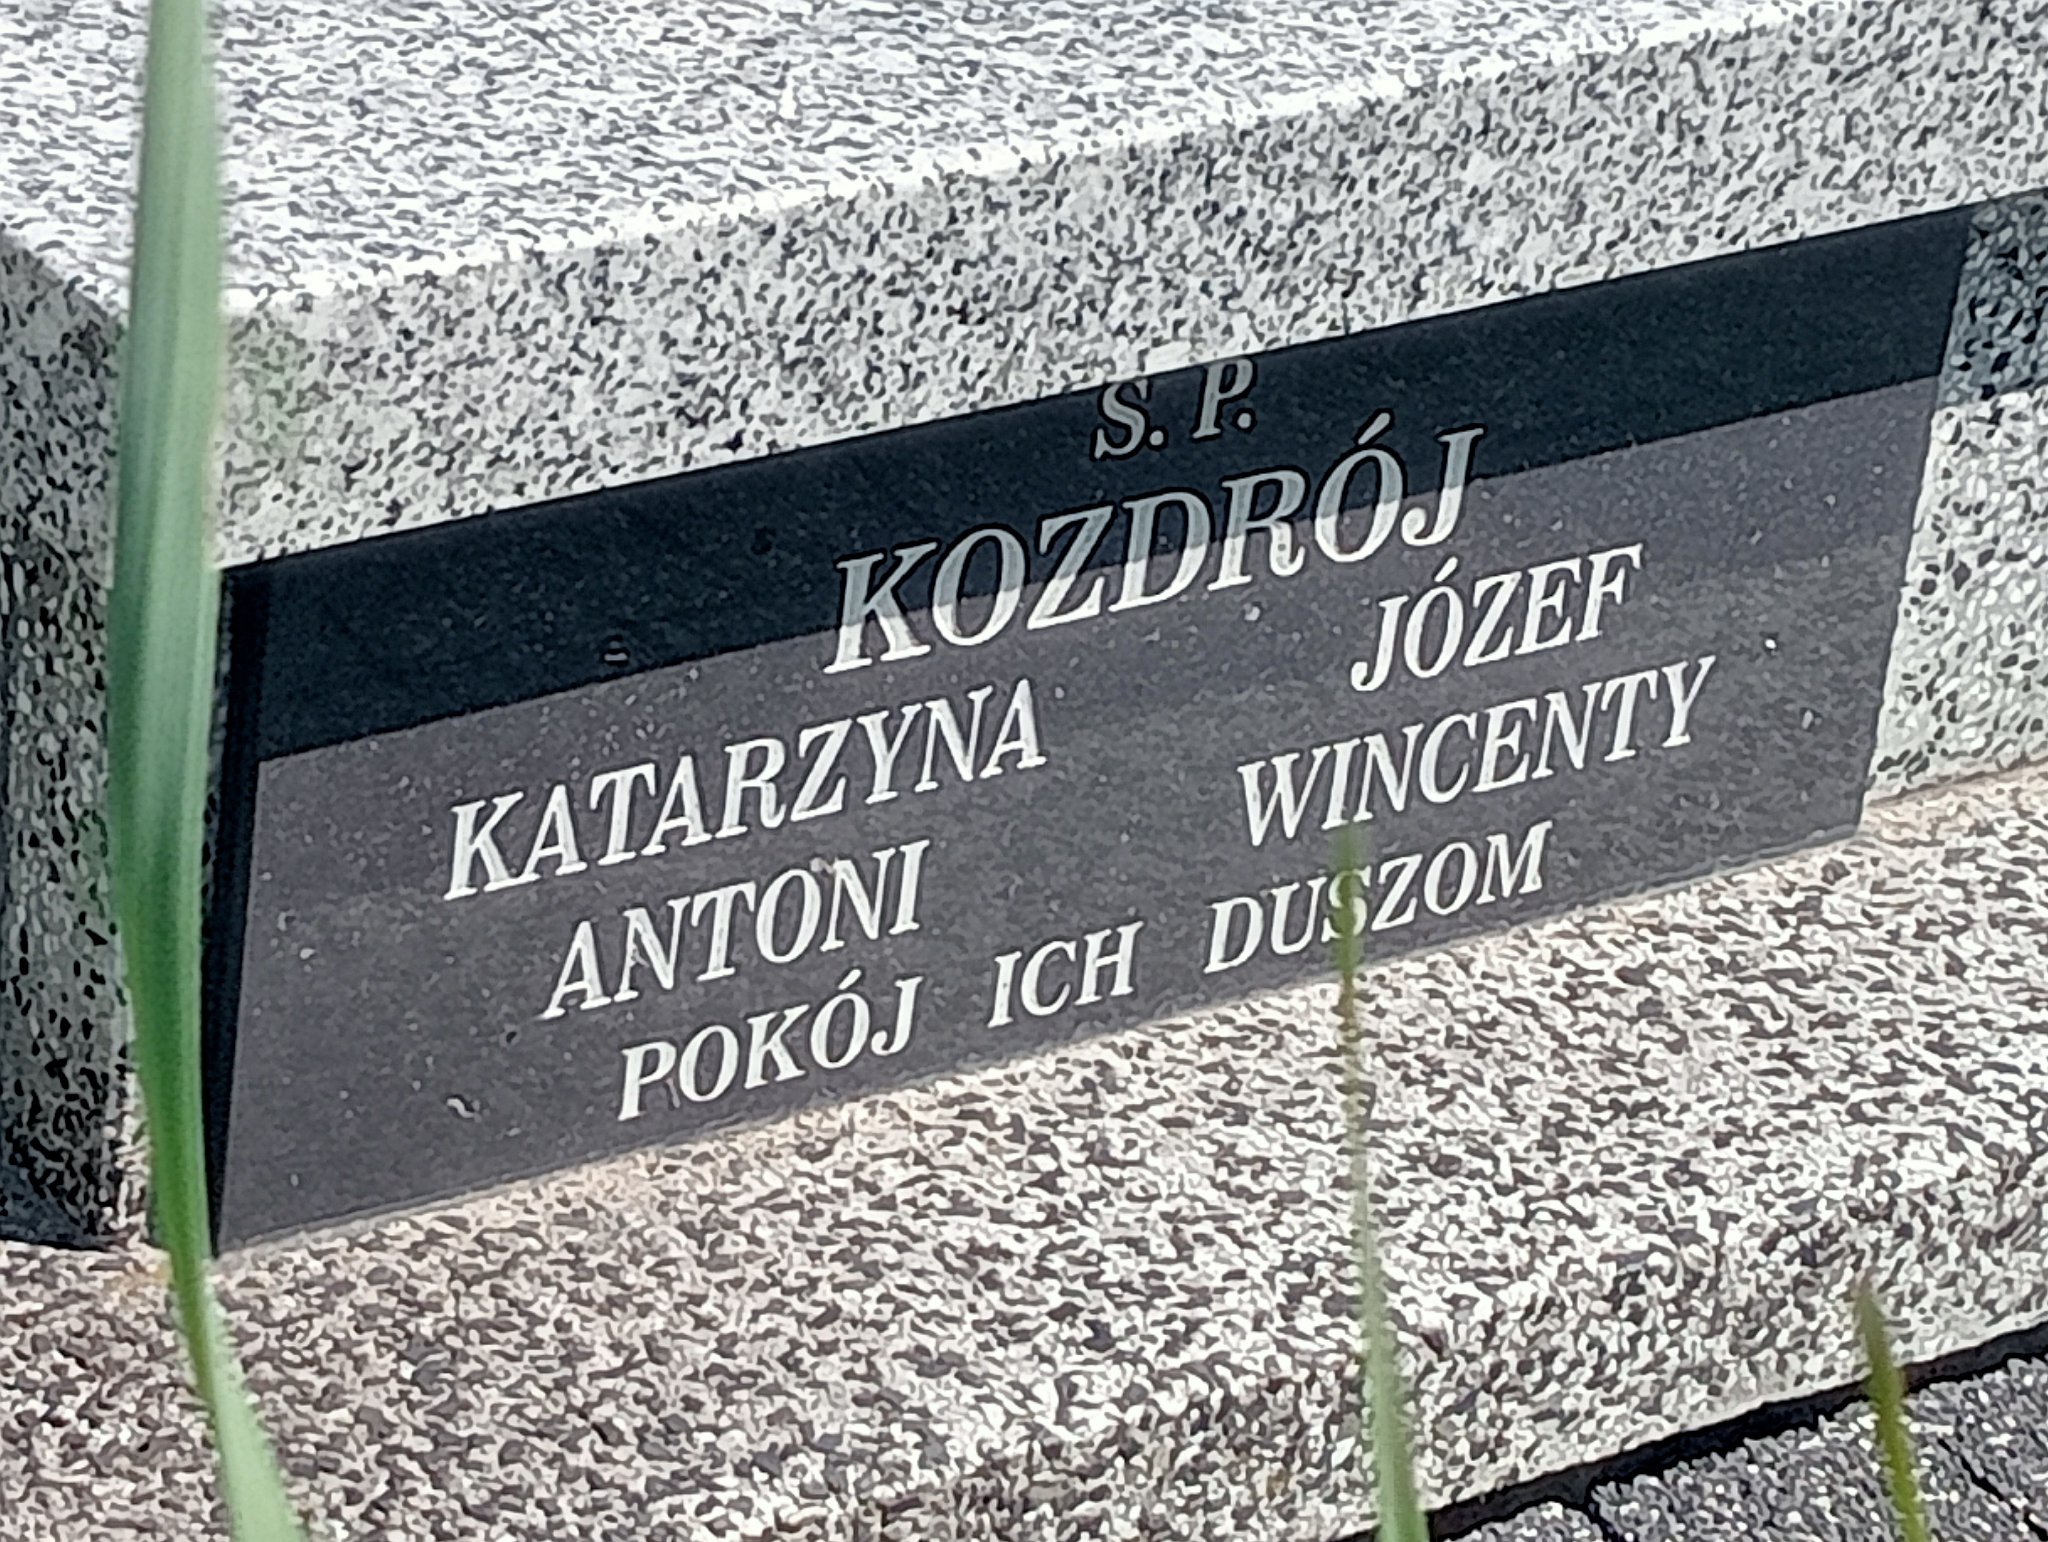 Ś. P.
KOZDRÓJ
KATARZYNA JÓZEF
ANTONI WINCENTY
POKÓJ ICH DUSZOM